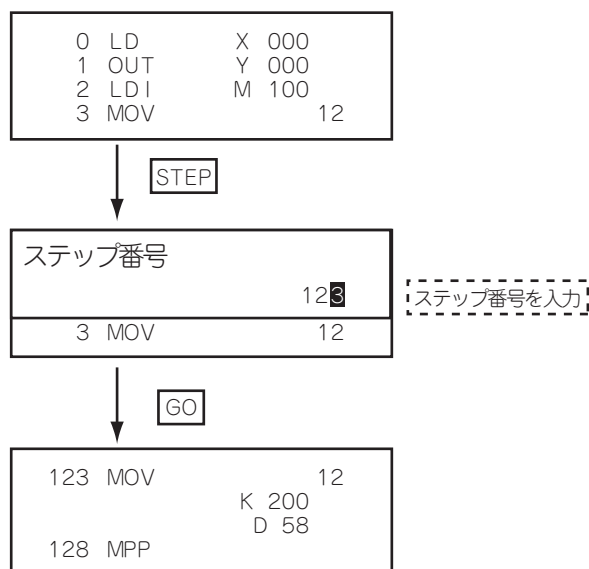 0 LD X 000
1 OUT Y 000
2 LDI M 100
3 MOV 12
STEP
ステップ番号
123
ステップ番号を入力
3 MOV 12
GO
123 MOV 12
K 200
D 58
128 MPP